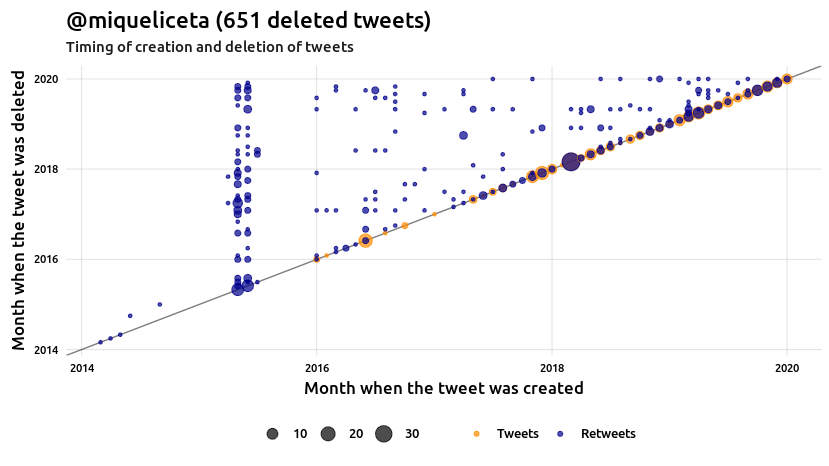 @miqueliceta (651 deleted tweets)
Timing of creation and deletion of tweets
Month when the tweet was deleted
2020
2018
2016
2014
2014 2016 2018 2020
Month when the tweet was created
10 20 30 Tweets Retweets